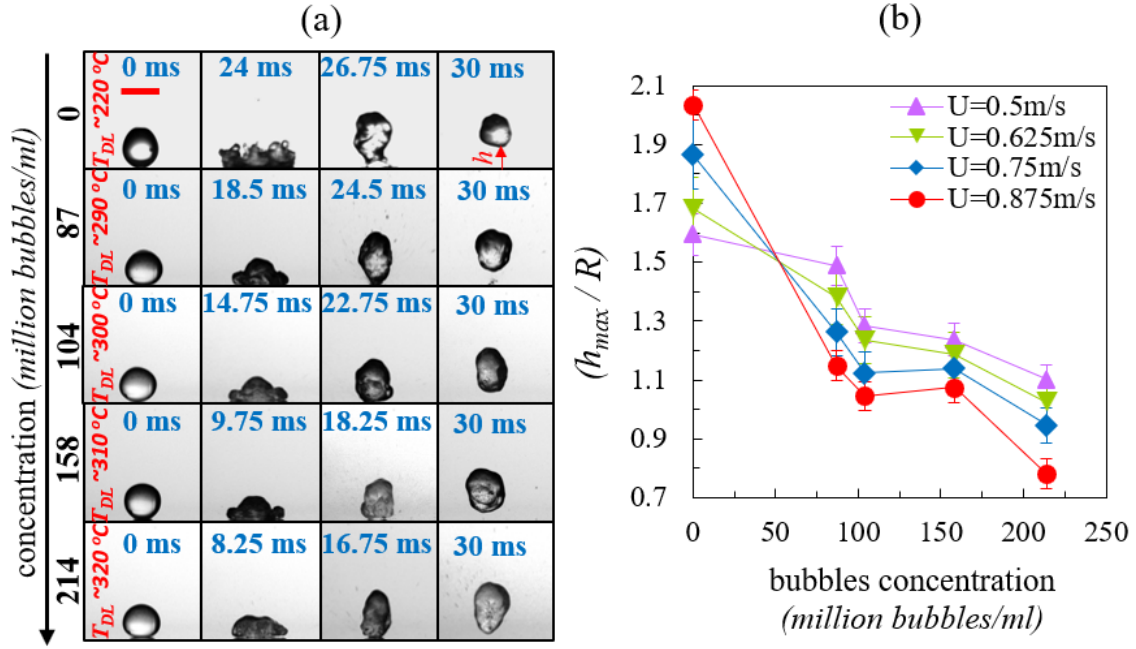 (a)
concentration (million bubbles/ml)
0
T_DL ~220 °C
0 ms
24 ms
26.75 ms
30 ms
h
87
T_DL ~290 °C
0 ms
18.5 ms
24.5 ms
30 ms
104
T_DL ~300 °C
0 ms
14.75 ms
22.75 ms
30 ms
158
T_DL ~310 °C
0 ms
9.75 ms
18.25 ms
30 ms
214
T_DL ~320 °C
0 ms
8.25 ms
16.75 ms
30 ms
(b)
(h_max / R)
2.1
1.9
1.7
1.5
1.3
1.1
0.9
0.7
U=0.5m/s
U=0.625m/s
U=0.75m/s
U=0.875m/s
0 50 100 150 200 250
bubbles concentration
(million bubbles/ml)